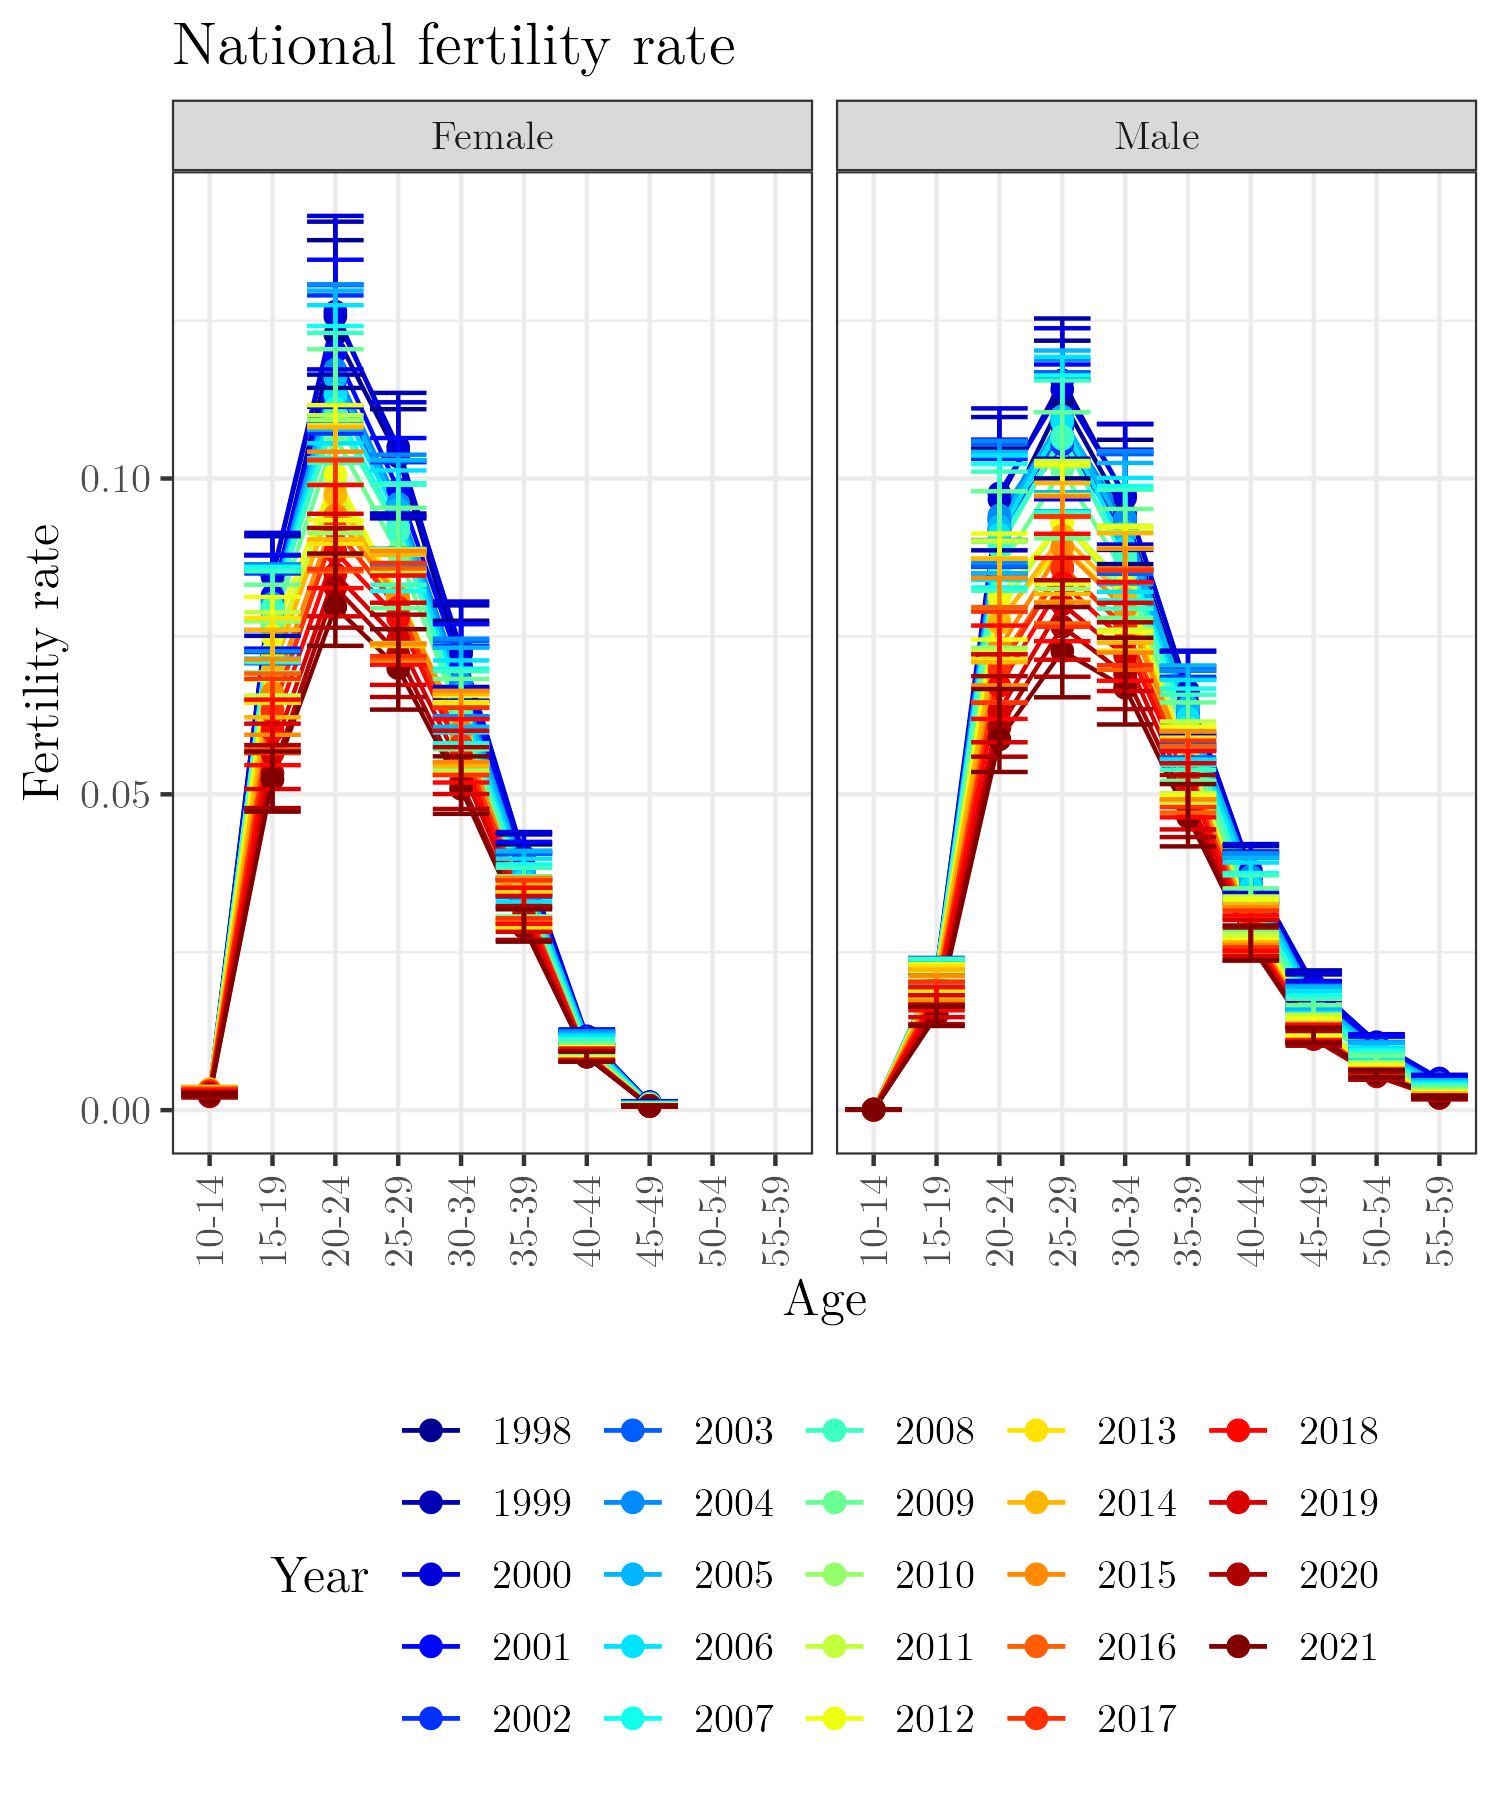 National fertility rate
Female Male
Fertility rate
0.10
0.05
0.00
10-14 15-19 20-24 25-29 30-34 35-39 40-44 45-49 50-54 55-59 10-14 15-19 20-24 25-29 30-34 35-39 40-44 45-49 50-54 55-59
Age
Year
1998 2003 2008 2013 2018
1999 2004 2009 2014 2019
2000 2005 2010 2015 2020
2001 2006 2011 2016 2021
2002 2007 2012 2017